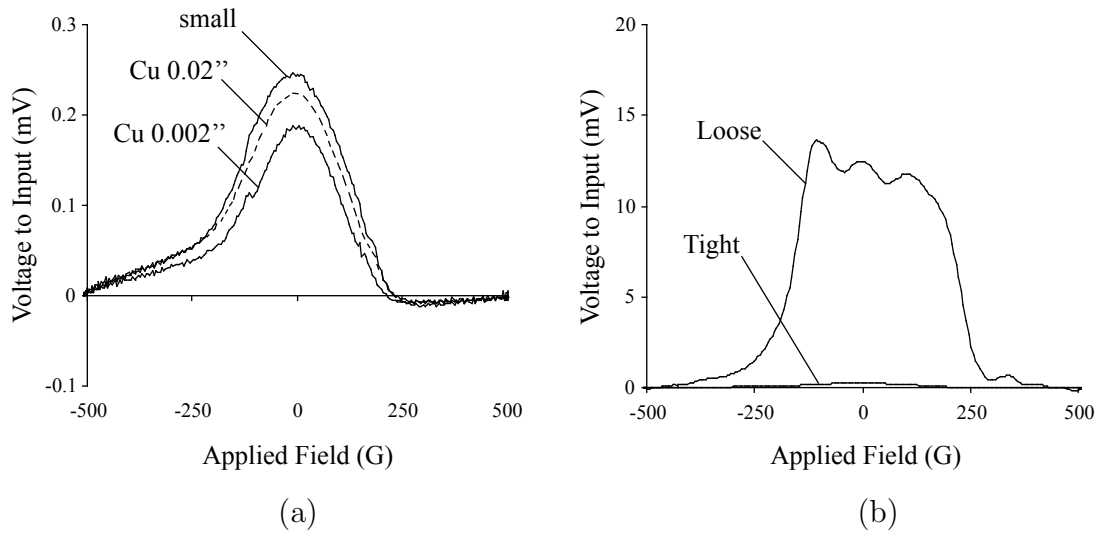 0.3
0.2
0.1
0
-0.1
Voltage to Input (mV)
small
Cu 0.02’’
Cu 0.002’’
-500
-250
0
250
500
Applied Field (G)
(a)
20
15
10
5
0
Voltage to Input (mV)
Loose
Tight
-500
-250
0
250
500
Applied Field (G)
(b)